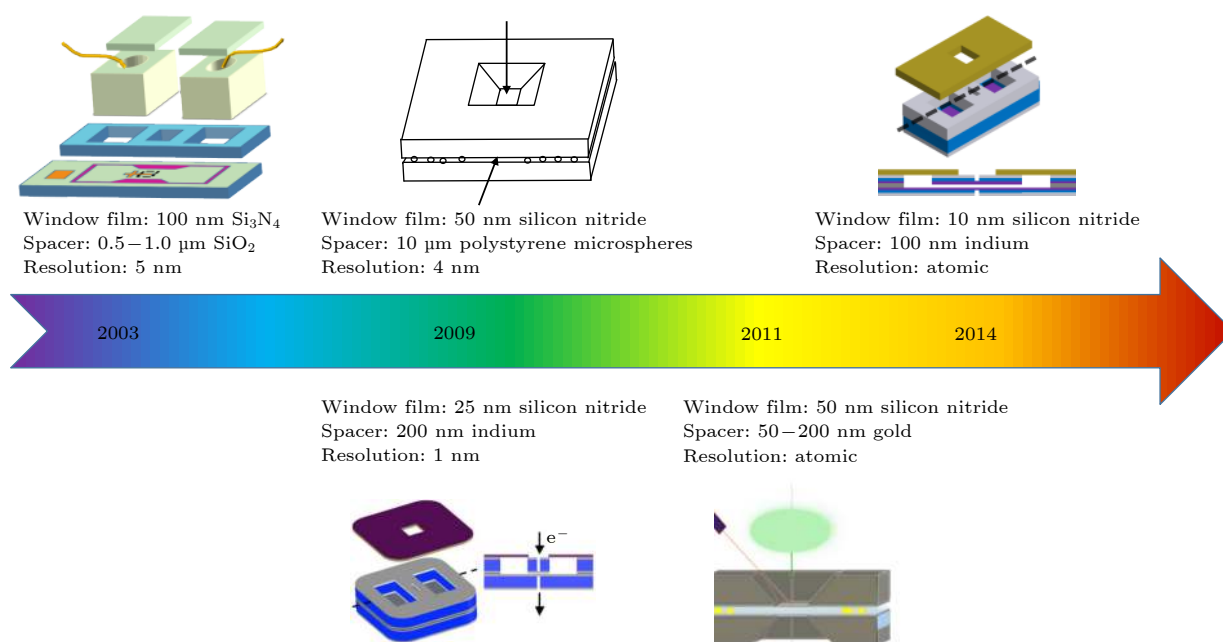 Window film: 100 nm Si₃N₄
Spacer: 0.5−1.0 μm SiO₂
Resolution: 5 nm
Window film: 50 nm silicon nitride
Spacer: 10 μm polystyrene microspheres
Resolution: 4 nm
Window film: 10 nm silicon nitride
Spacer: 100 nm indium
Resolution: atomic
2003
2009
2011
2014
Window film: 25 nm silicon nitride
Spacer: 200 nm indium
Resolution: 1 nm
Window film: 50 nm silicon nitride
Spacer: 50−200 nm gold
Resolution: atomic
e⁻